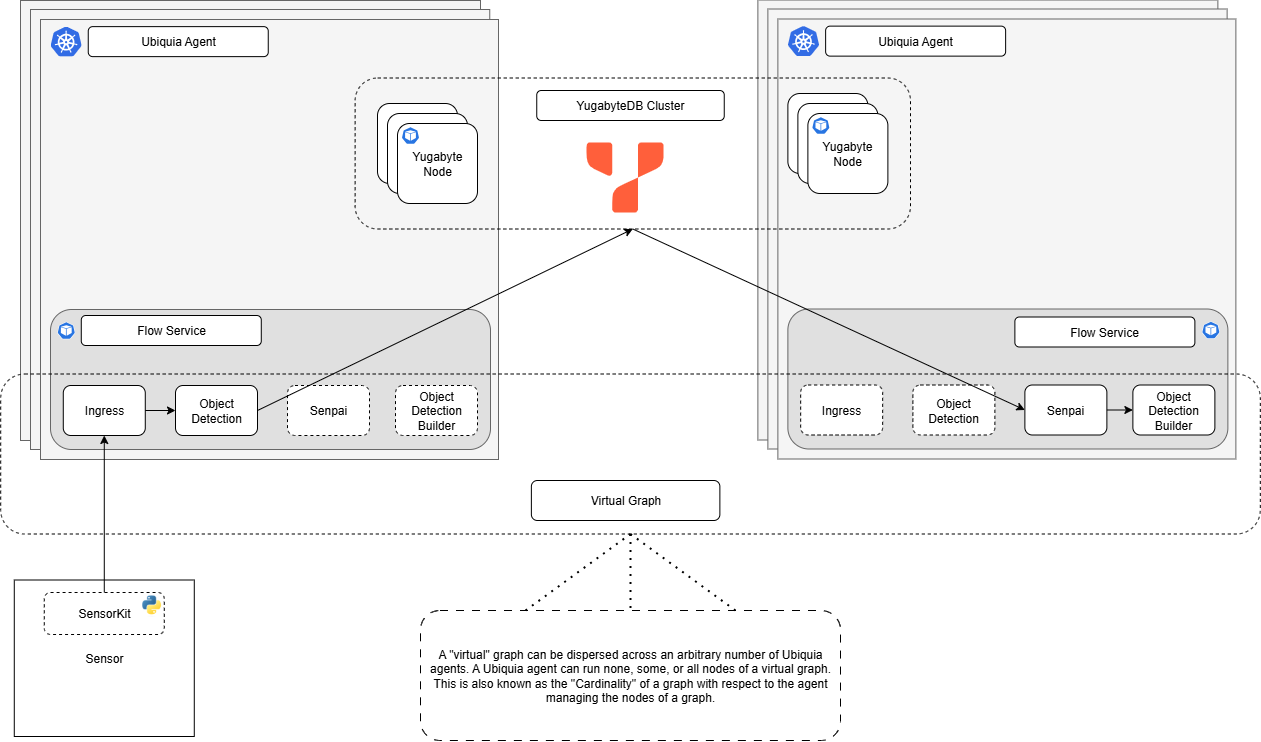 Ubiquia Agent
Ubiquia Agent
YugabyteDB Cluster
Yugabyte
Node
Yugabyte
Node
Flow Service
Flow Service
Ingress
Object
Detection
Senpai
Object
Detection
Builder
Ingress
Object
Detection
Senpai
Object
Detection
Builder
Virtual Graph
SensorKit
Sensor
A "virtual" graph can be dispersed across an arbitrary number of Ubiquia
agents. A Ubiquia agent can run none, some, or all nodes of a virtual graph.
This is also known as the "Cardinality" of a graph with respect to the agent
managing the nodes of a graph.